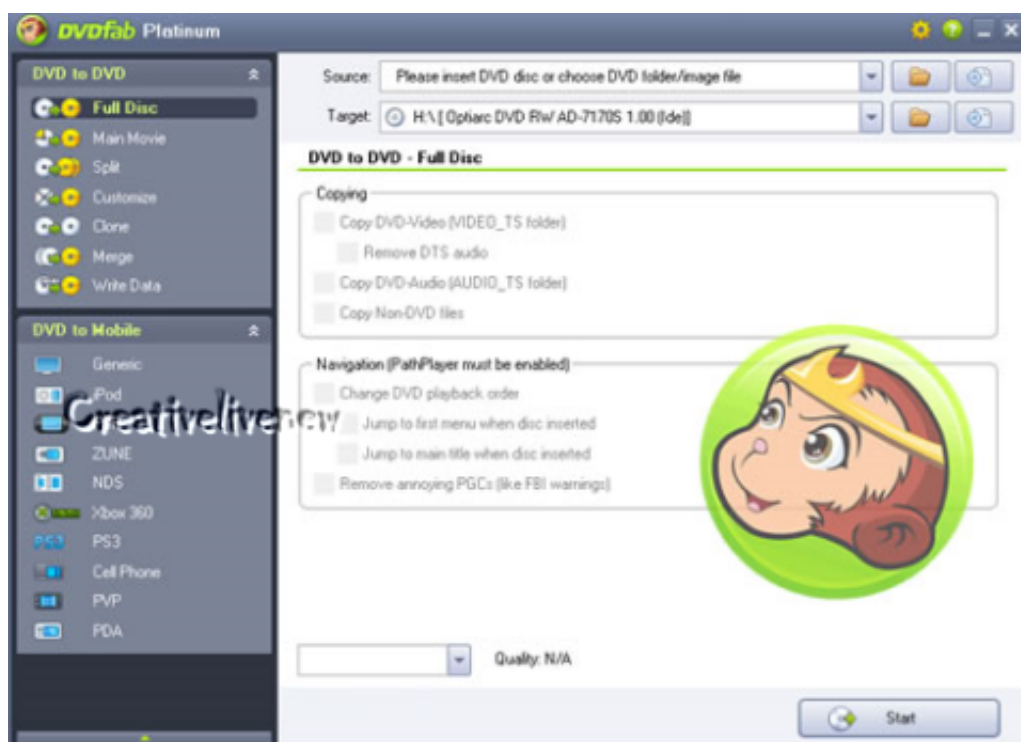 DVDfab Platinum
DVD to DVD
Full Disc
Main Movie
Split
Customize
Clone
Merge
Write Data
DVD to Mobile
Generic
iPod
ZUNE
NDS
Xbox 360
PS3
PS3
Cell Phone
PVP
PDA
Creativelivenew
Source: Please insert DVD disc or choose DVD folder/image file
Target: H:\ [ Optiarc DVD RW AD-7170S 1.00 (Ide)]
DVD to DVD - Full Disc
Copying
Copy DVD-Video (VIDEO_TS folder)
Remove DTS audio
Copy DVD-Audio (AUDIO_TS folder)
Copy Non-DVD files
Navigation (PathPlayer must be enabled)
Change DVD playback order
Jump to first menu when disc inserted
Jump to main title when disc inserted
Remove annoying PGCs (like FBI warnings)
Quality: N/A
Start